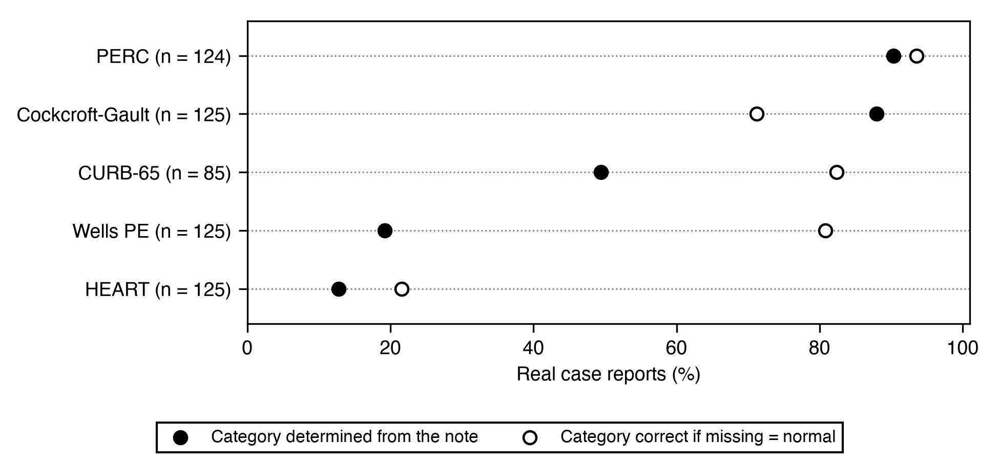 PERC (n = 124)
Cockcroft-Gault (n = 125)
CURB-65 (n = 85)
Wells PE (n = 125)
HEART (n = 125)
0 20 40 60 80 100
Real case reports (%)
Category determined from the note Category correct if missing = normal